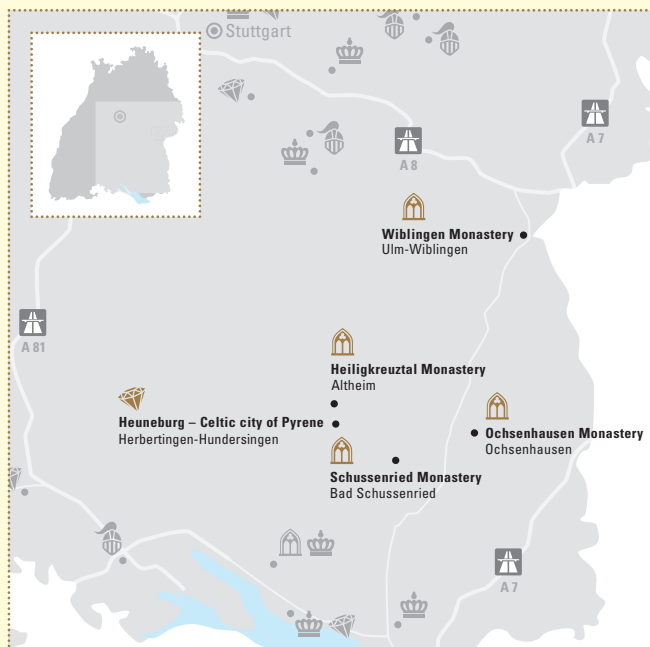 Stuttgart
A 7
A 8
Wiblingen Monastery
Ulm-Wiblingen
A 81
Heiligkreuztal Monastery
Altheim
Heuneburg – Celtic city of Pyrene
Herbertingen-Hundersingen
Ochsenhausen Monastery
Ochsenhausen
Schussenried Monastery
Bad Schussenried
A 7